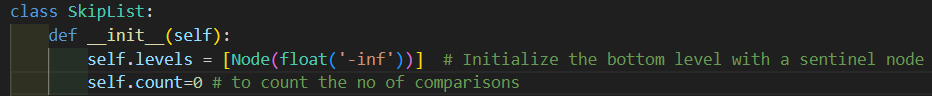 class SkipList:
    def __init__(self):
        self.levels = [Node(float('-inf'))]  # Initialize the bottom level with a sentinel node
        self.count=0 # to count the no of comparisons